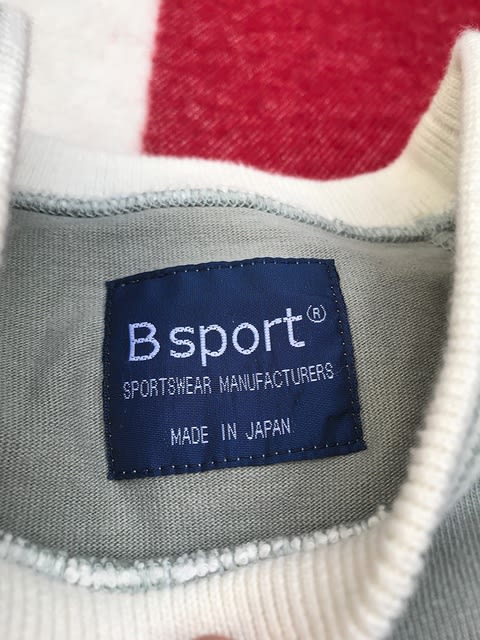 B sport®
SPORTSWEAR MANUFACTURERS
MADE IN JAPAN